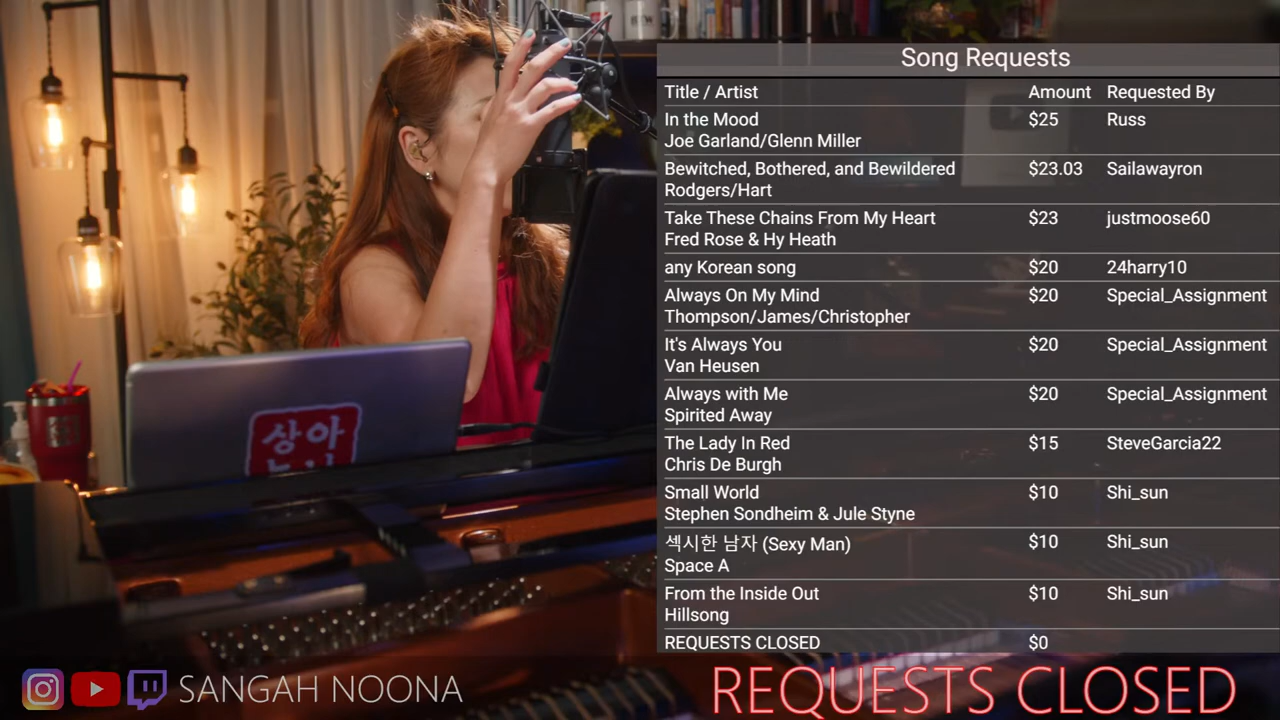 Song Requests
Title / Artist Amount Requested By
In the Mood $25 Russ
Joe Garland/Glenn Miller
Bewitched, Bothered, and Bewildered $23.03 Sailawayron
Rodgers/Hart
Take These Chains From My Heart $23 justmoose60
Fred Rose & Hy Heath
any Korean song $20 24harry10
Always On My Mind $20 Special_Assignment
Thompson/James/Christopher
It's Always You $20 Special_Assignment
Van Heusen
Always with Me $20 Special_Assignment
Spirited Away
The Lady In Red $15 SteveGarcia22
Chris De Burgh
Small World $10 Shi_sun
Stephen Sondheim & Jule Styne
섹시한 남자 (Sexy Man) $10 Shi_sun
Space A
From the Inside Out $10 Shi_sun
Hillsong
REQUESTS CLOSED $0
상아
SANGAH NOONA
REQUESTS CLOSED